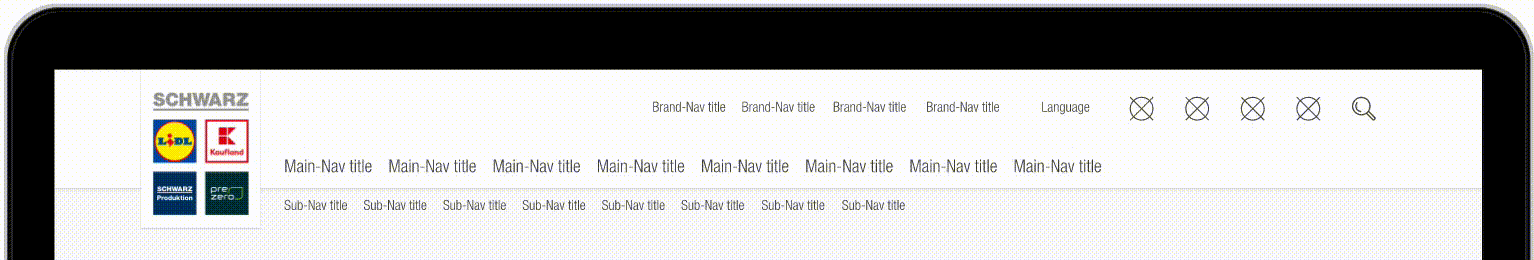 SCHWARZ
LiDL
K
Kaufland
SCHWARZ
Produktion
pre
zero
Brand-Nav title Brand-Nav title Brand-Nav title Brand-Nav title Language
Main-Nav title Main-Nav title Main-Nav title Main-Nav title Main-Nav title Main-Nav title Main-Nav title Main-Nav title
Sub-Nav title Sub-Nav title Sub-Nav title Sub-Nav title Sub-Nav title Sub-Nav title Sub-Nav title Sub-Nav title